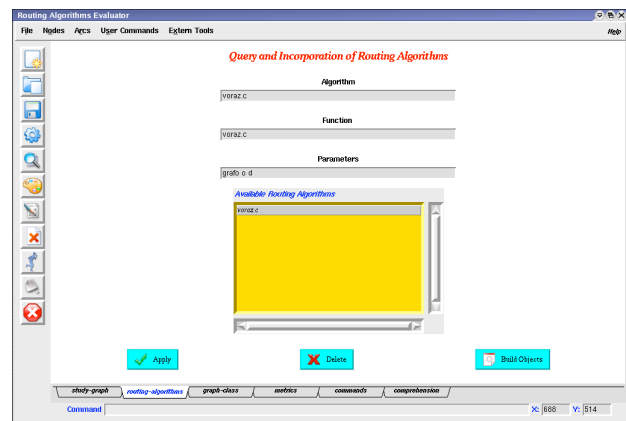 Routing Algorithms Evaluator
File Nodes Arcs User Commands Extern Tools Help
Query and Incorporation of Routing Algorithms
Algorithm
voraz.c
Function
voraz.c
Parameters
grafo o d
Available Routing Algorithms
voraz.c
Apply Delete Build Objects
study-graph routing-algorithms graph-class metrics commands comprehension
Command X: 688 Y: 514